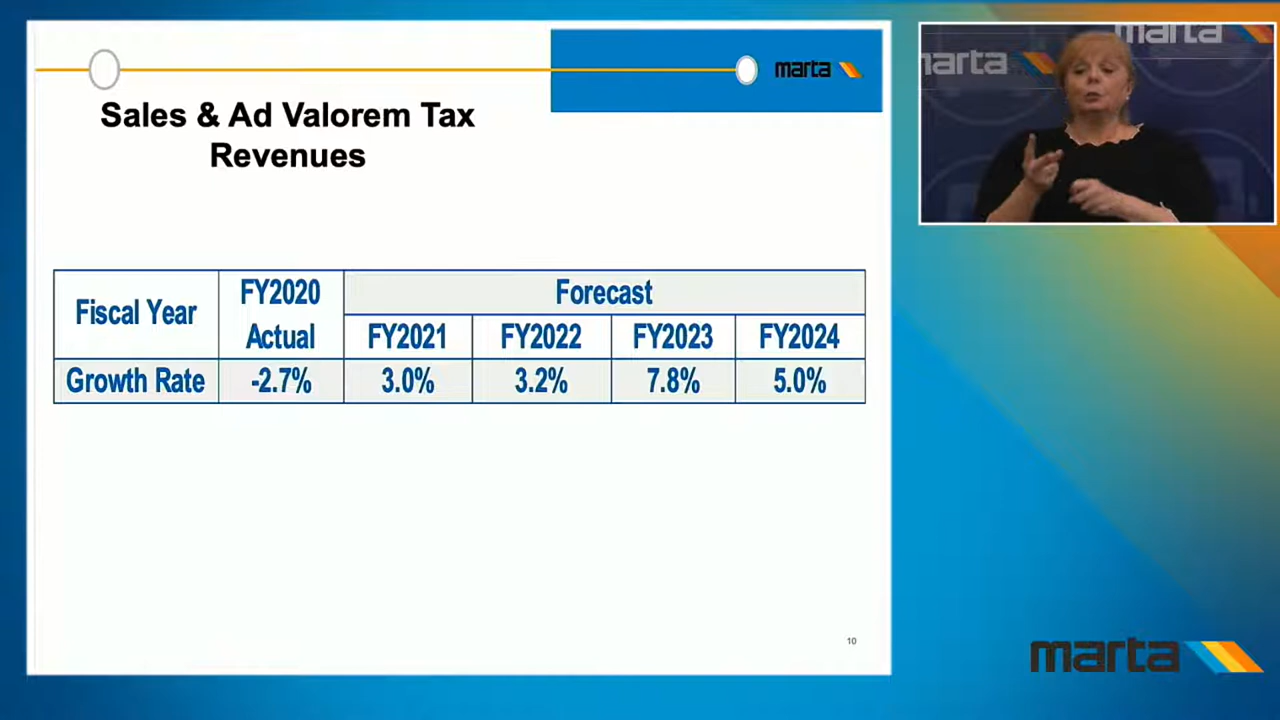 marta
Sales & Ad Valorem Tax
Revenues
Fiscal Year
FY2020
Actual
Forecast
FY2021
FY2022
FY2023
FY2024
Growth Rate
-2.7%
3.0%
3.2%
7.8%
5.0%
10
marta
marta
marta